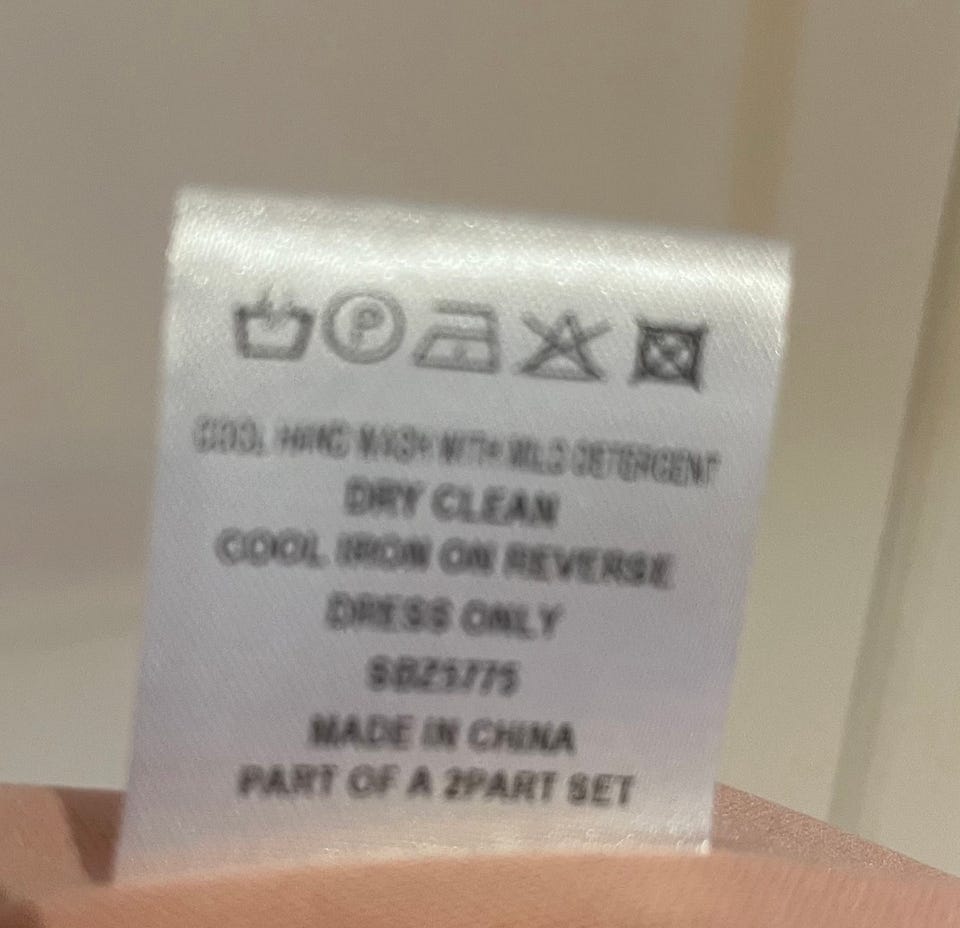 P
COOL HAND WASH WITH MILD DETERGENT
DRY CLEAN
COOL IRON ON REVERSE
DRESS ONLY
SBZ5775
MADE IN CHINA
PART OF A 2PART SET